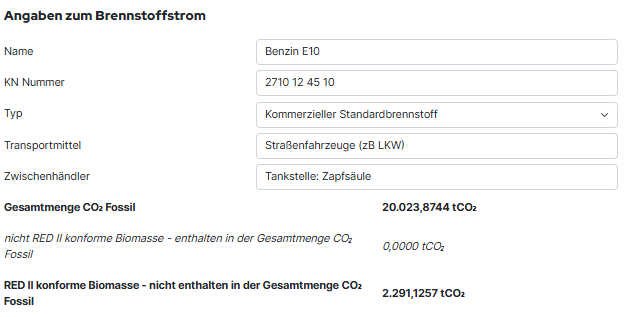 Angaben zum Brennstoffstrom
Name
Benzin E10
KN Nummer
2710 12 45 10
Typ
Kommerzieller Standardbrennstoff
Transportmittel
Straßenfahrzeuge (zB LKW)
Zwischenhändler
Tankstelle: Zapfsäule
Gesamtmenge CO₂ Fossil
20.023,8744 tCO₂
nicht RED II konforme Biomasse - enthalten in der Gesamtmenge CO₂
Fossil
0,0000 tCO₂
RED II konforme Biomasse - nicht enthalten in der Gesamtmenge CO₂
Fossil
2.291,1257 tCO₂